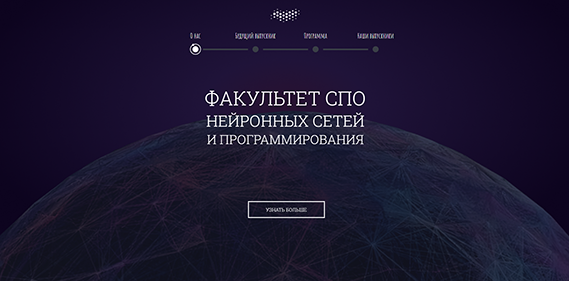 О нас
Будущий выпускник
Программа
Наши выпускники
ФАКУЛЬТЕТ СПО
НЕЙРОННЫХ СЕТЕЙ
И ПРОГРАММИРОВАНИЯ
УЗНАТЬ БОЛЬШЕ